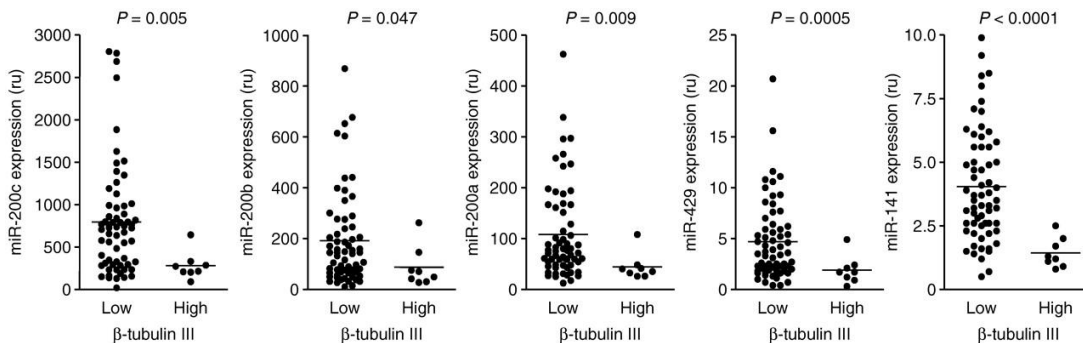 P = 0.005
miR-200c expression (ru)
3000
2500
2000
1500
1000
500
0
Low High
β-tubulin III
P = 0.047
miR-200b expression (ru)
1000
800
600
400
200
0
Low High
β-tubulin III
P = 0.009
miR-200a expression (ru)
500
400
300
200
100
0
Low High
β-tubulin III
P = 0.0005
miR-429 expression (ru)
25
20
15
10
5
0
Low High
β-tubulin III
P < 0.0001
miR-141 expression (ru)
10.0
7.5
5.0
2.5
0
Low High
β-tubulin III